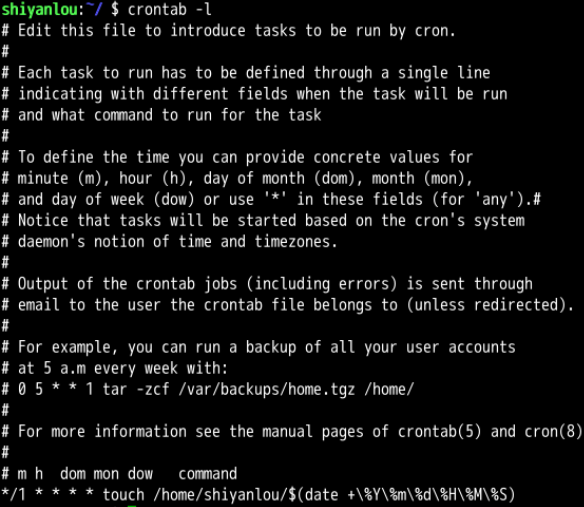 shiyanlou:~/ $ crontab -l
# Edit this file to introduce tasks to be run by cron.
#
# Each task to run has to be defined through a single line
# indicating with different fields when the task will be run
# and what command to run for the task
#
# To define the time you can provide concrete values for
# minute (m), hour (h), day of month (dom), month (mon),
# and day of week (dow) or use '*' in these fields (for 'any').#
# Notice that tasks will be started based on the cron's system
# daemon's notion of time and timezones.
#
# Output of the crontab jobs (including errors) is sent through
# email to the user the crontab file belongs to (unless redirected).
#
# For example, you can run a backup of all your user accounts
# at 5 a.m every week with:
# 0 5 * * 1 tar -zcf /var/backups/home.tgz /home/
#
# For more information see the manual pages of crontab(5) and cron(8)
#
# m h  dom mon dow   command
*/1 * * * * touch /home/shiyanlou/$(date +\%Y\%m\%d\%H\%M\%S)